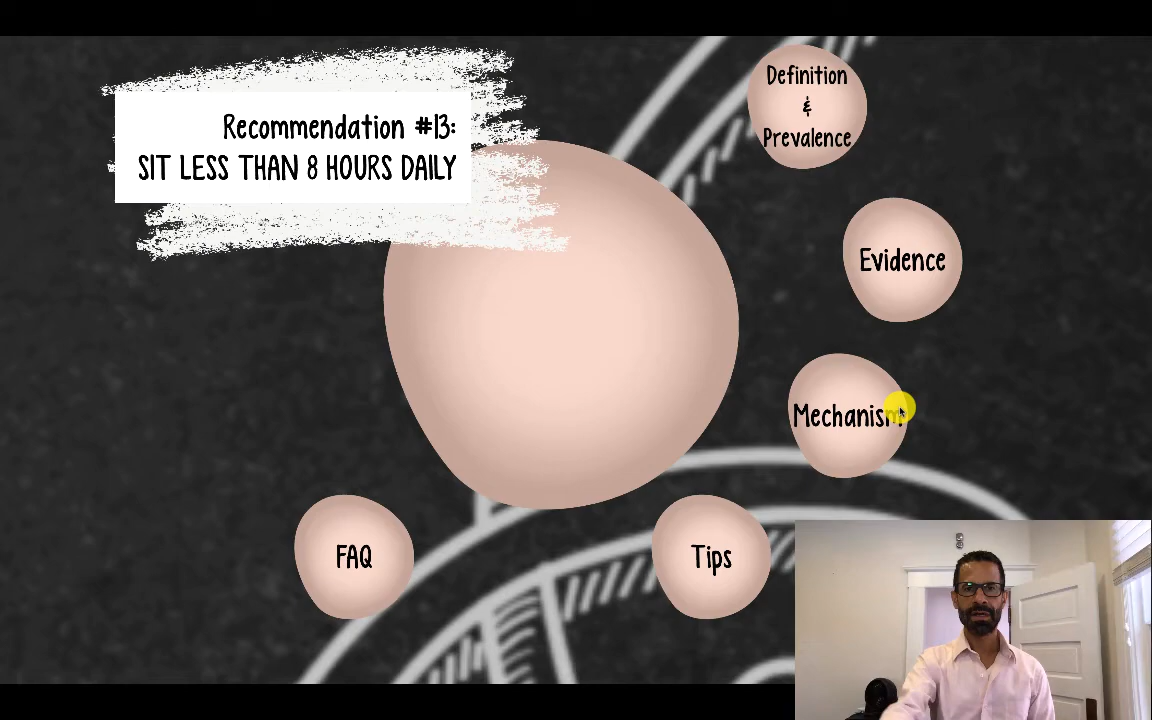 Recommendation #13:
SIT LESS THAN 8 HOURS DAILY
Definition
&
Prevalence
Evidence
Mechanism
Tips
FAQ